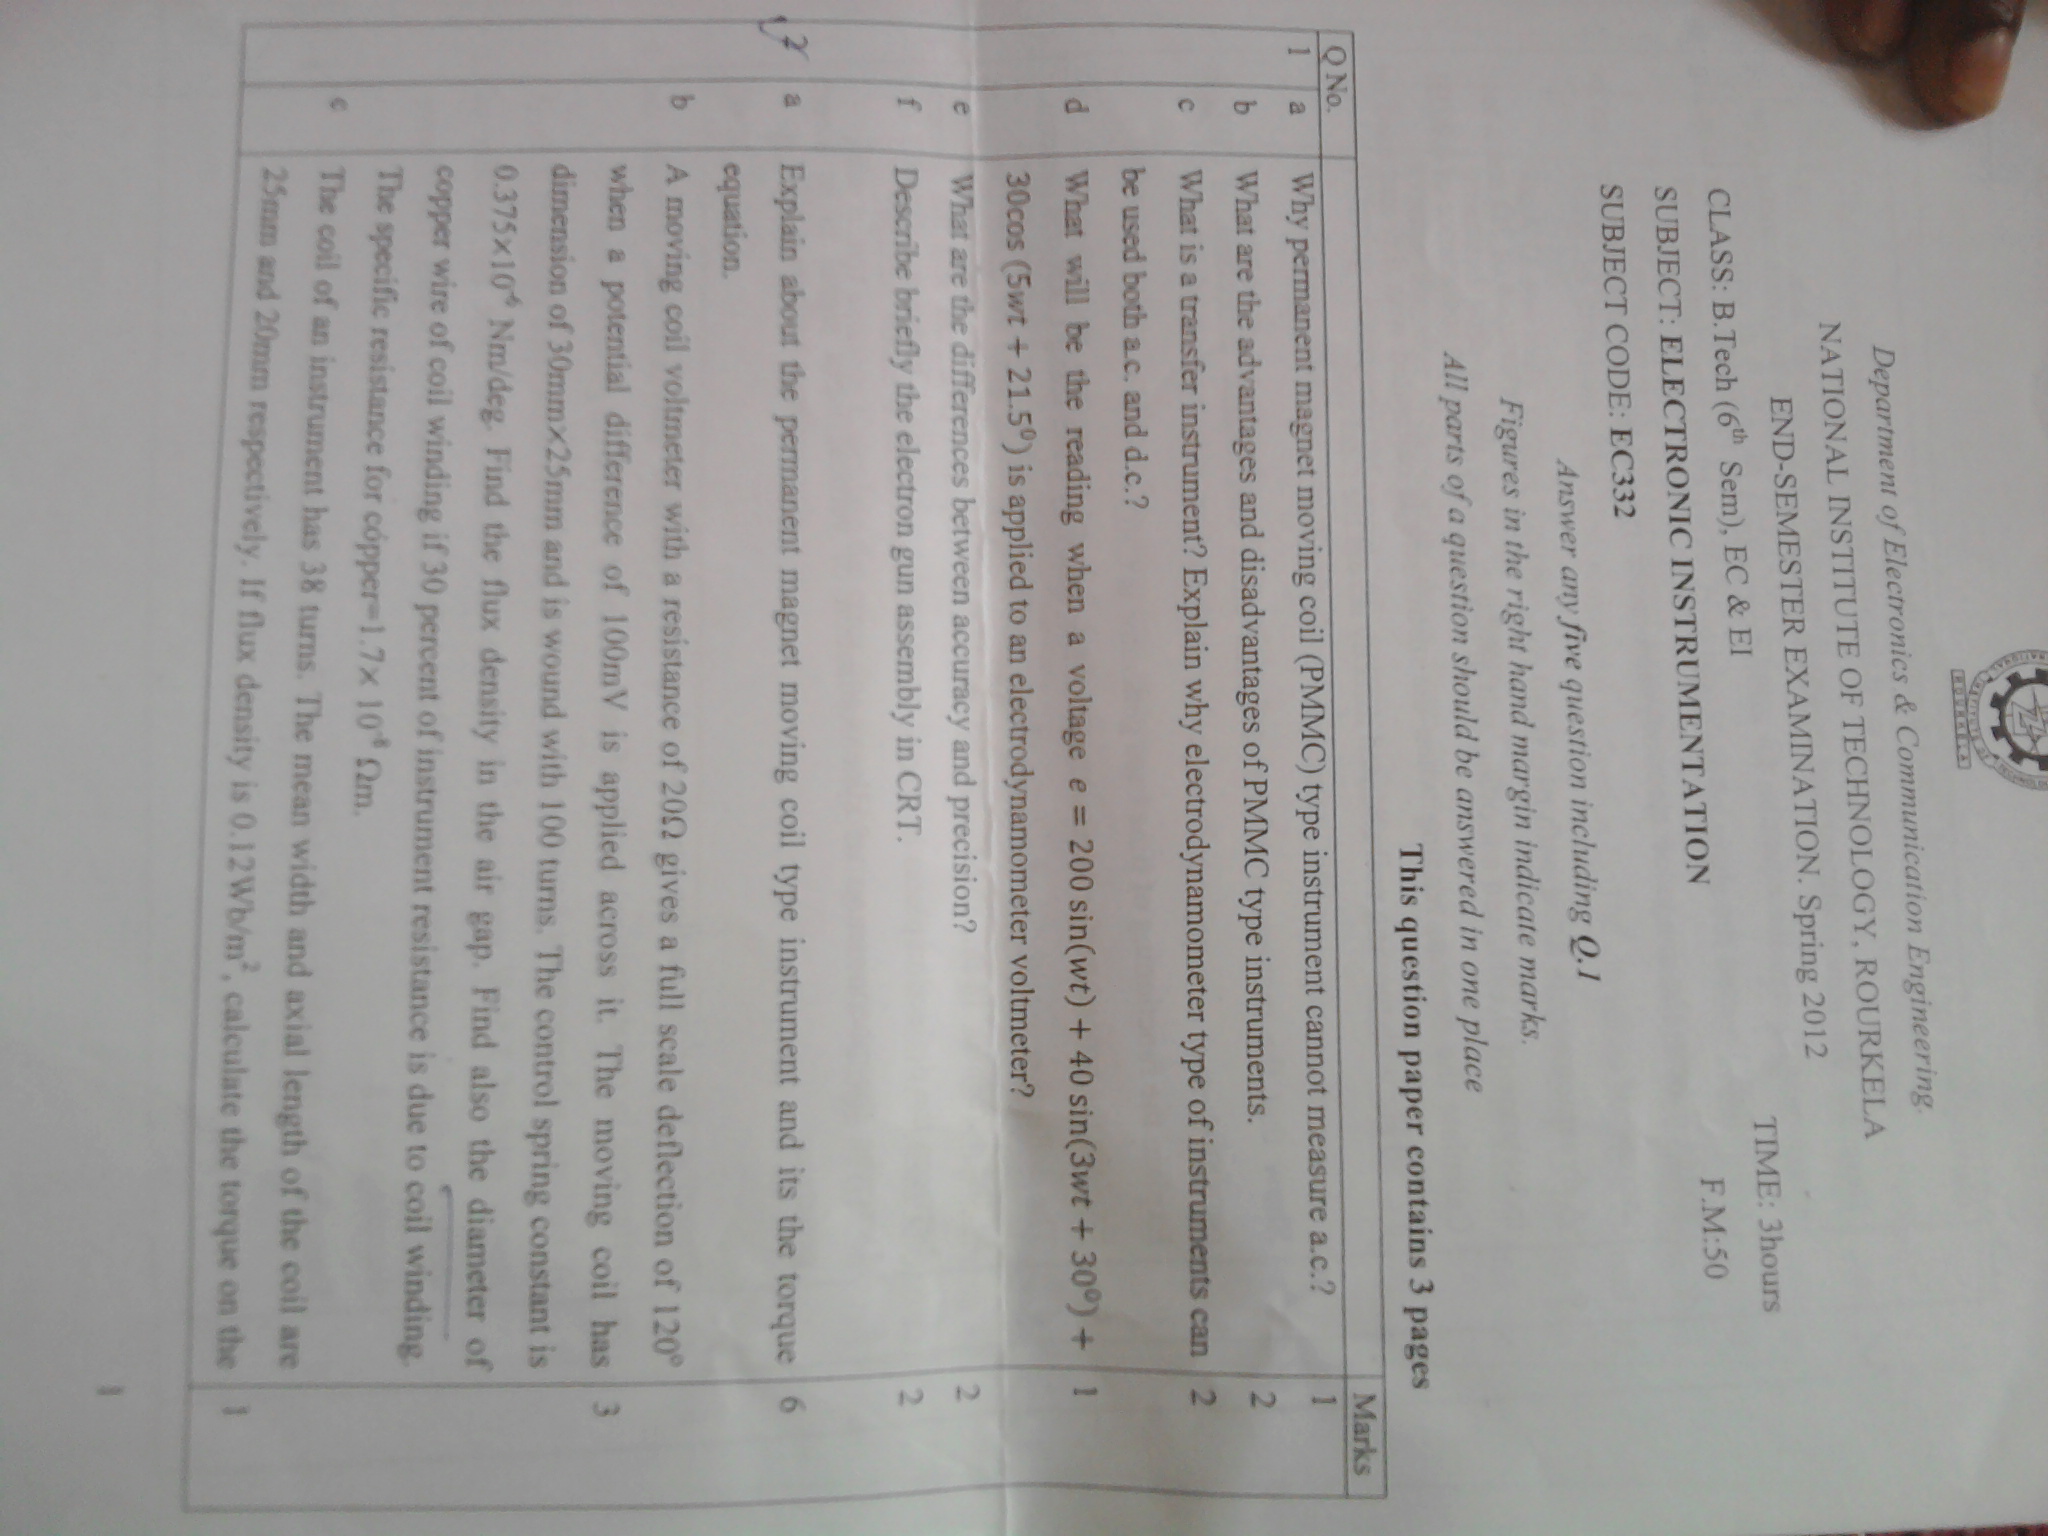 ROURKELA
Department of Electronics & Communication Engineering.
NATIONAL INSTITUTE OF TECHNOLOGY, ROURKELA
END-SEMESTER EXAMINATION. Spring 2012
CLASS: B.Tech (6th Sem), EC & EI TIME: 3hours
SUBJECT: ELECTRONIC INSTRUMENTATION F.M:50
SUBJECT CODE: EC332
Answer any five question including Q.1
Figures in the right hand margin indicate marks.
All parts of a question should be answered in one place
This question paper contains 3 pages
Q No. Marks
1 a Why permanent magnet moving coil (PMMC) type instrument cannot measure a.c.? 1
b What are the advantages and disadvantages of PMMC type instruments. 2
c What is a transfer instrument? Explain why electrodynamometer type of instruments can 2
be used both a.c. and d.c.?
d What will be the reading when a voltage e = 200 sin(wt) + 40 sin(3wt + 30⁰) + 1
30cos (5wt + 21.5⁰) is applied to an electrodynamometer voltmeter?
e What are the differences between accuracy and precision? 2
f Describe briefly the electron gun assembly in CRT. 2
2 a Explain about the permanent magnet moving coil type instrument and its the torque 6
equation.
b A moving coil voltmeter with a resistance of 20Ω gives a full scale deflection of 120°
when a potential difference of 100mV is applied across it. The moving coil has 3
dimension of 30mm×25mm and is wound with 100 turns. The control spring constant is
0.375×10⁻⁶ Nm/deg. Find the flux density in the air gap. Find also the diameter of
copper wire of coil winding if 30 percent of instrument resistance is due to coil winding.
The specific resistance for copper=1.7× 10⁻⁸ Ωm.
c The coil of an instrument has 38 turns. The mean width and axial length of the coil are
25mm and 20mm respectively. If flux density is 0.12Wb/m², calculate the torque on the 1
1